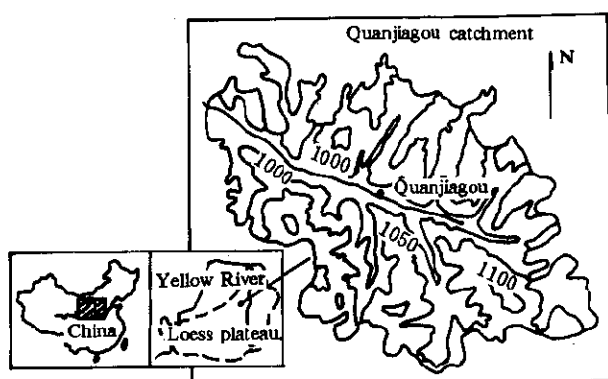 Quanjiagou catchment
N
1000
1000
Quanjiagou
1050
1100
Yellow River
China
Loess plateau